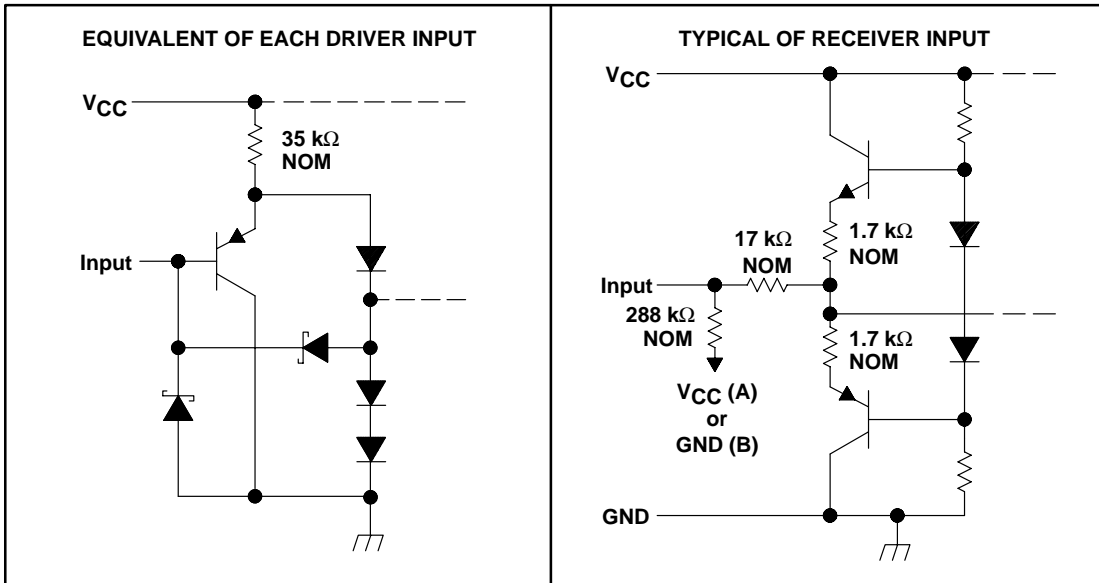 EQUIVALENT OF EACH DRIVER INPUT
VCC
35 kΩ
NOM
Input
TYPICAL OF RECEIVER INPUT
VCC
1.7 kΩ
NOM
17 kΩ
NOM
Input
288 kΩ
NOM
1.7 kΩ
NOM
VCC (A)
or
GND (B)
GND